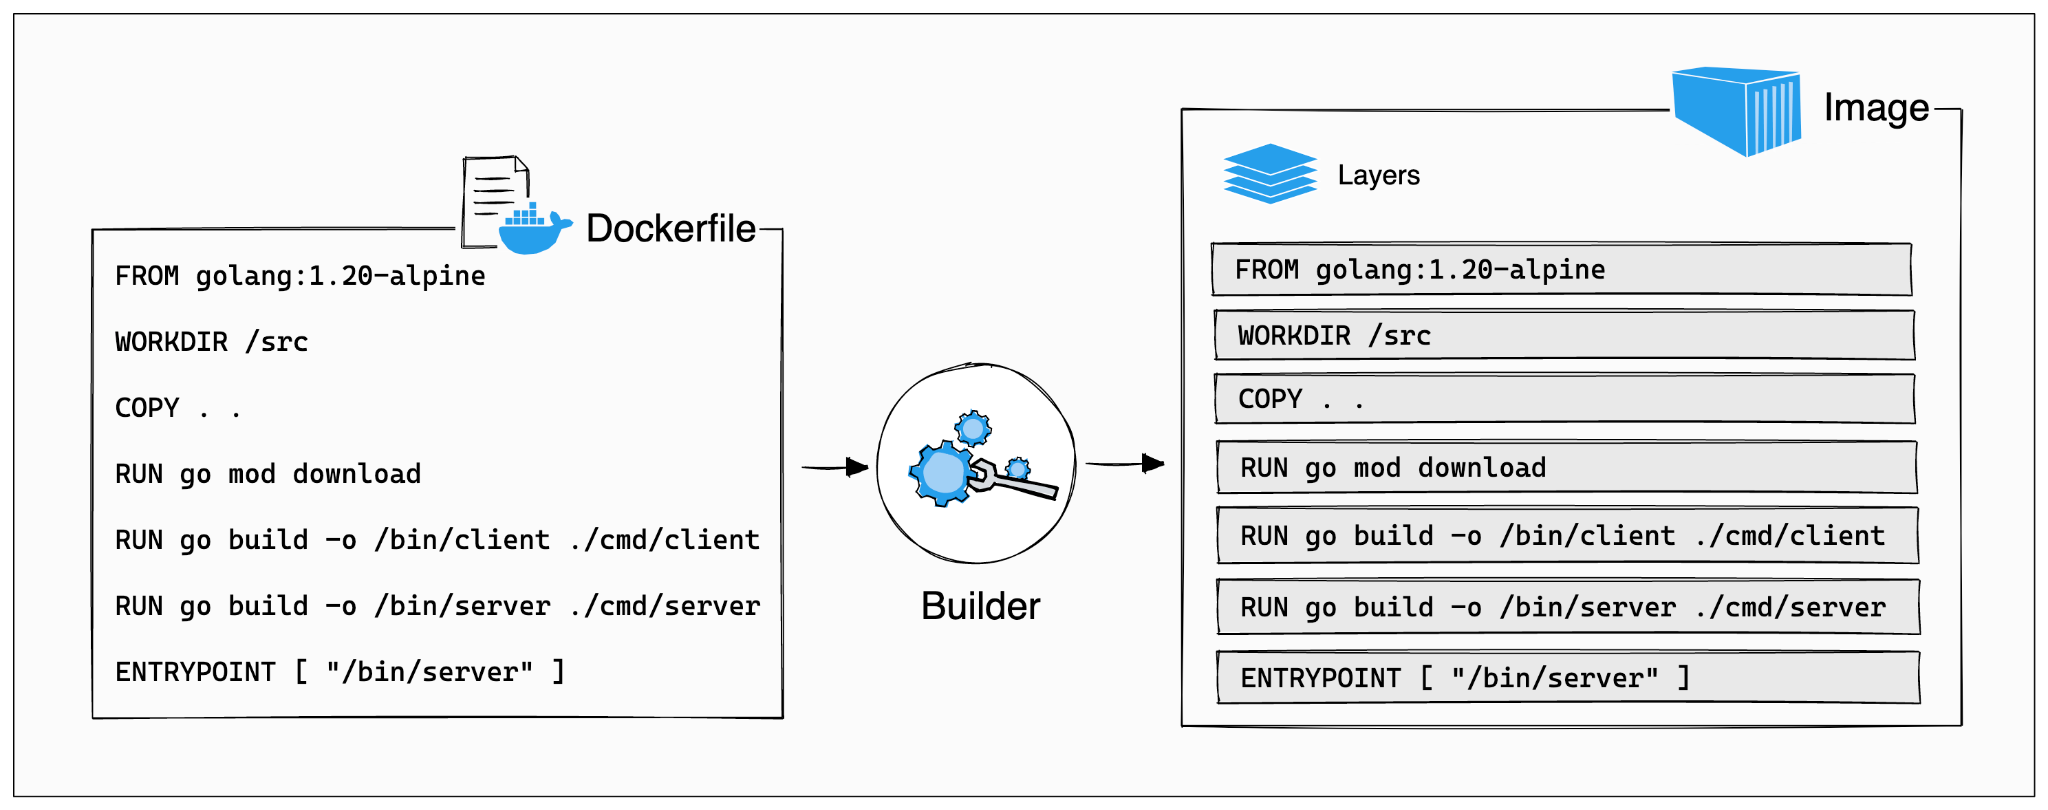 Dockerfile
FROM golang:1.20-alpine
WORKDIR /src
COPY . .
RUN go mod download
RUN go build -o /bin/client ./cmd/client
RUN go build -o /bin/server ./cmd/server
ENTRYPOINT [ "/bin/server" ]
Builder
Image
Layers
FROM golang:1.20-alpine
WORKDIR /src
COPY . .
RUN go mod download
RUN go build -o /bin/client ./cmd/client
RUN go build -o /bin/server ./cmd/server
ENTRYPOINT [ "/bin/server" ]